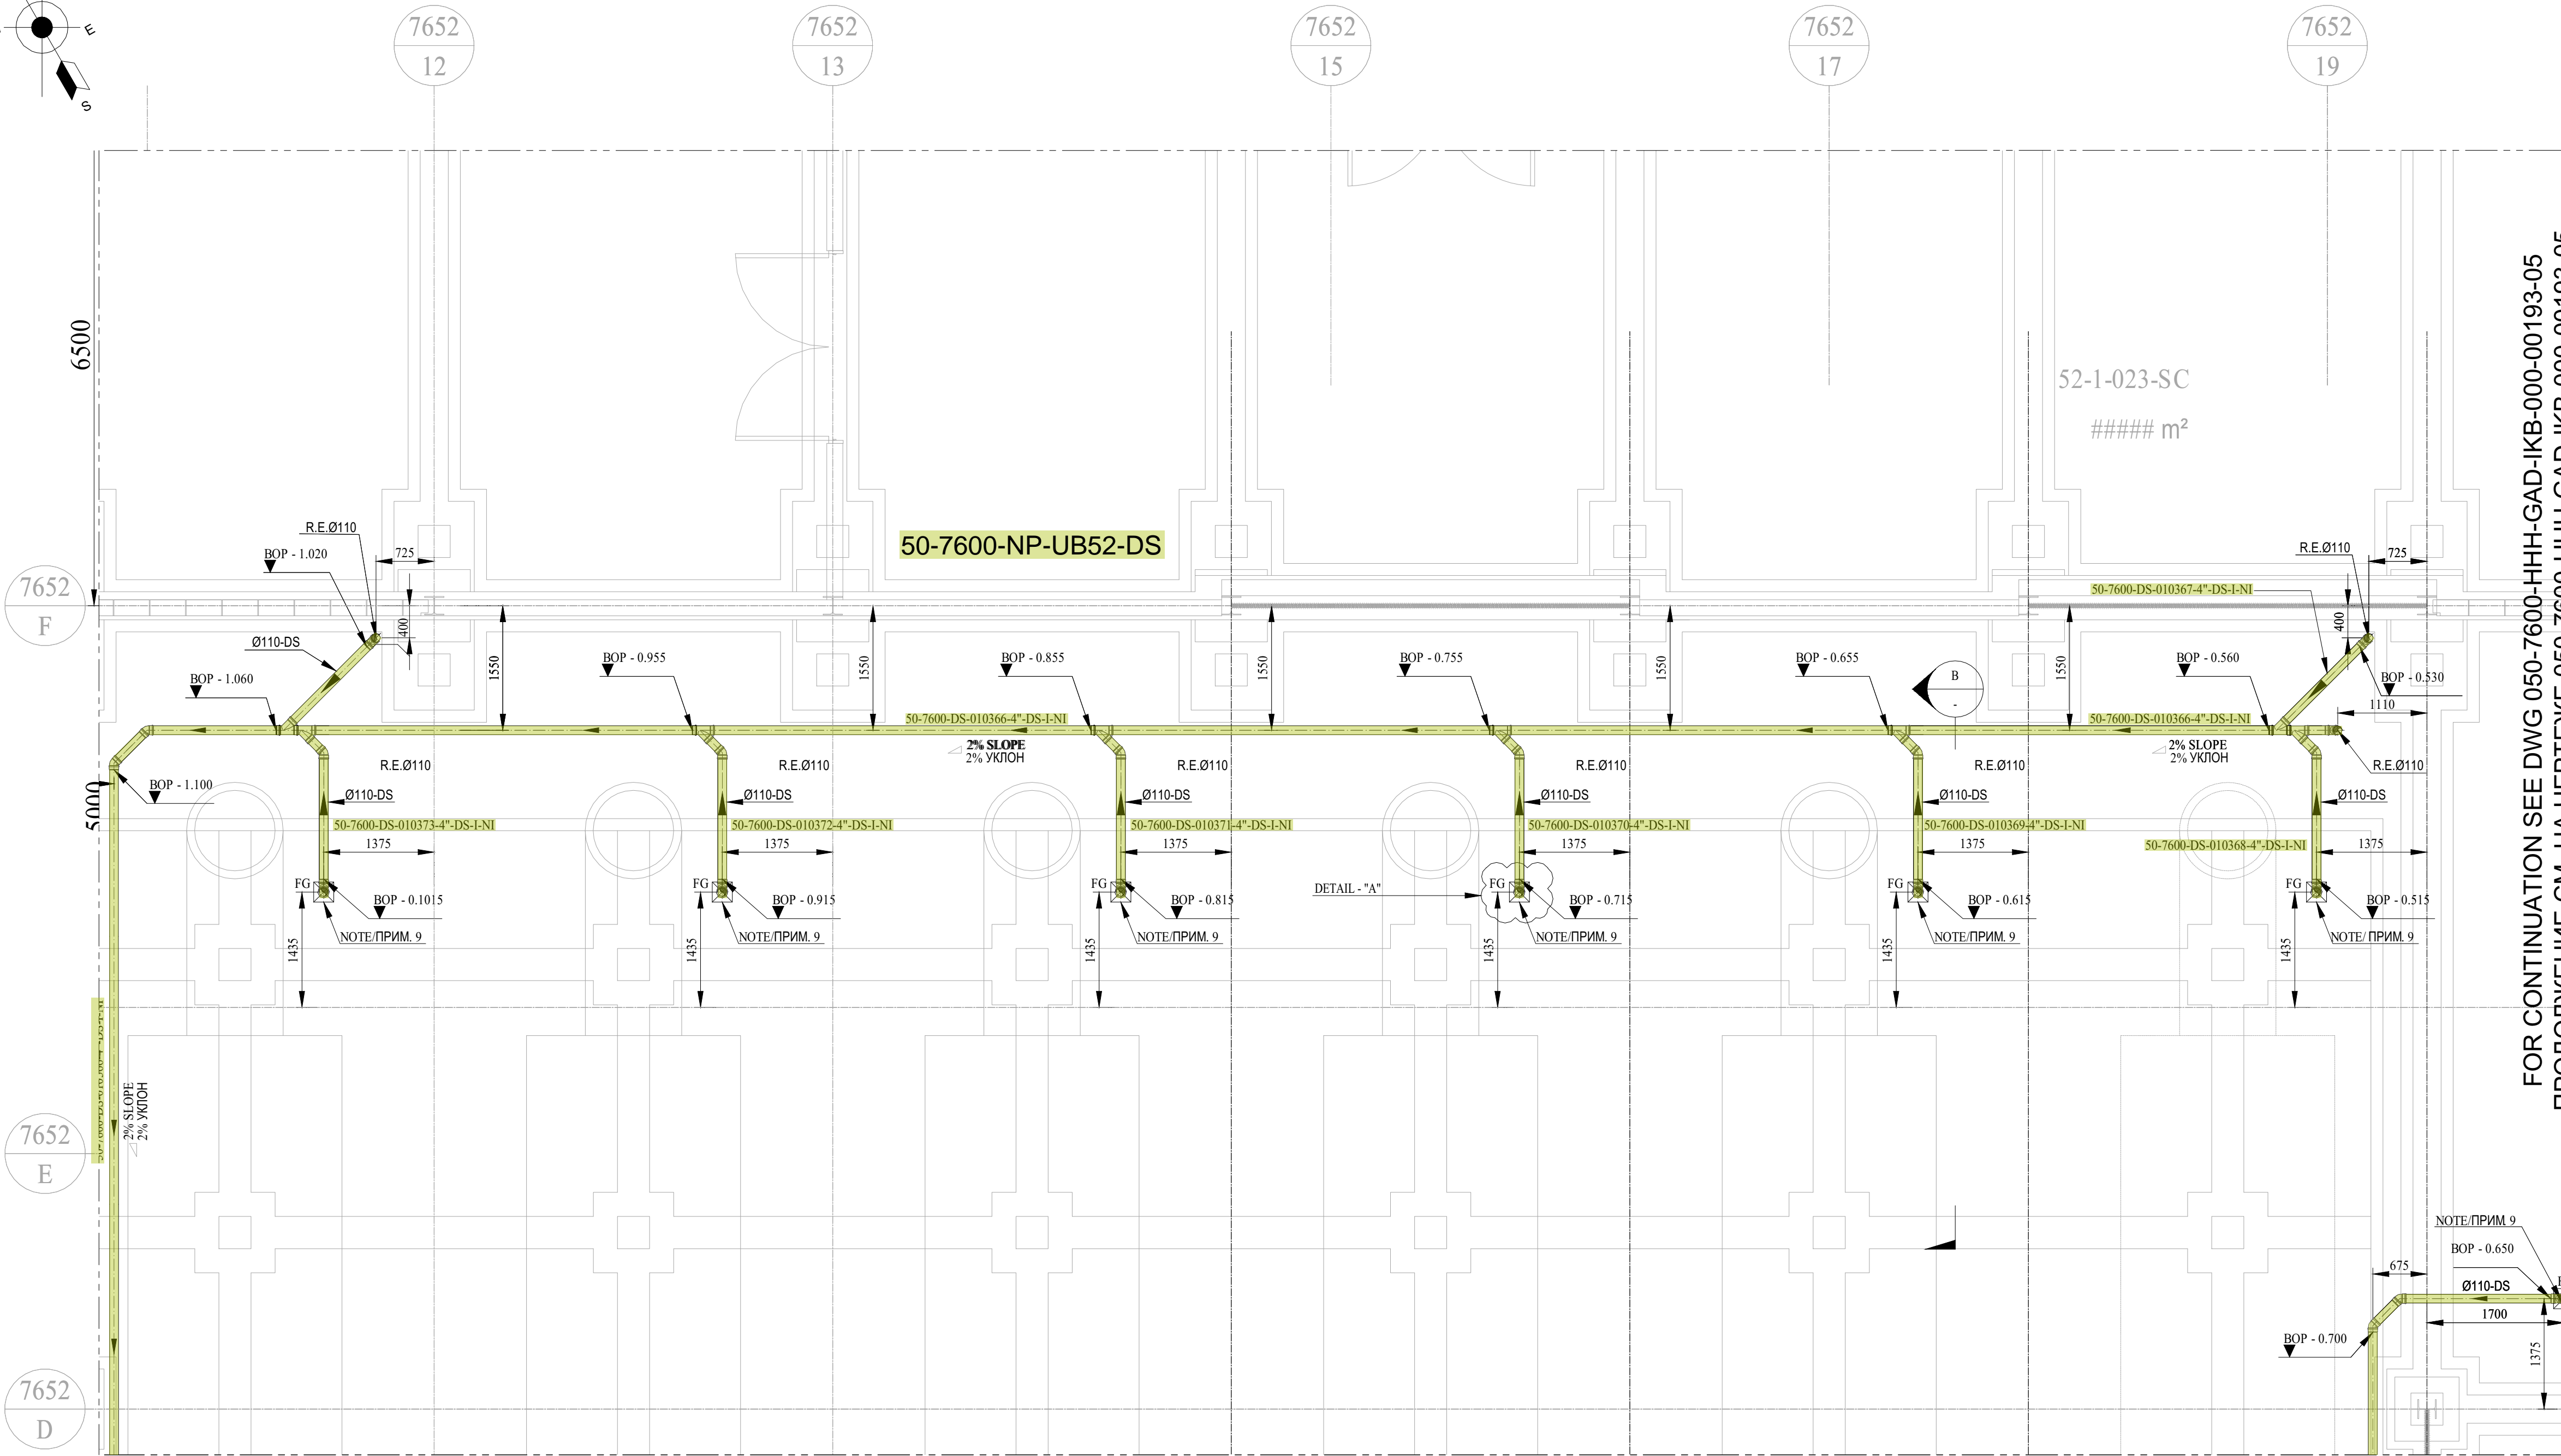 E
S
7652
12
7652
13
7652
15
7652
17
7652
19
6500
52-1-023-SC
##### m²
FOR CONTINUATION SEE DWG 050-7600-HHH-GAD-IKB-000-00193-05
50-7600-NP-UB52-DS
R.E.Ø110
725
BOP - 1.020
R.E.Ø110
725
7652
F
50-7600-DS-010367-4"-DS-I-NI
400
400
Ø110-DS
1550
1550
1550
1550
1550
BOP - 1.060
BOP - 0.955
BOP - 0.855
BOP - 0.755
BOP - 0.655
B
-
BOP - 0.560
BOP - 0.530
1110
50-7600-DS-010366-4"-DS-I-NI
50-7600-DS-010366-4"-DS-I-NI
2% SLOPE
2% УКЛОН
2% SLOPE
2% УКЛОН
R.E.Ø110
R.E.Ø110
R.E.Ø110
R.E.Ø110
R.E.Ø110
R.E.Ø110
BOP - 1.100
5000
Ø110-DS
Ø110-DS
Ø110-DS
Ø110-DS
Ø110-DS
Ø110-DS
50-7600-DS-010373-4"-DS-I-NI
50-7600-DS-010372-4"-DS-I-NI
50-7600-DS-010371-4"-DS-I-NI
50-7600-DS-010370-4"-DS-I-NI
50-7600-DS-010369-4"-DS-I-NI
50-7600-DS-010368-4"-DS-I-NI
1375
1375
1375
1375
1375
1375
FG
FG
FG
DETAIL - "A"
FG
FG
FG
BOP - 0.1015
BOP - 0.915
BOP - 0.815
BOP - 0.715
BOP - 0.615
BOP - 0.515
NOTE/ПРИМ. 9
NOTE/ПРИМ. 9
NOTE/ПРИМ. 9
NOTE/ПРИМ. 9
NOTE/ПРИМ. 9
NOTE/ ПРИМ. 9
1435
1435
1435
1435
1435
1435
2% SLOPE
2% УКЛОН
7652
E
NOTE/ПРИМ. 9
BOP - 0.650
675
Ø110-DS
1700
BOP - 0.700
1375
7652
D